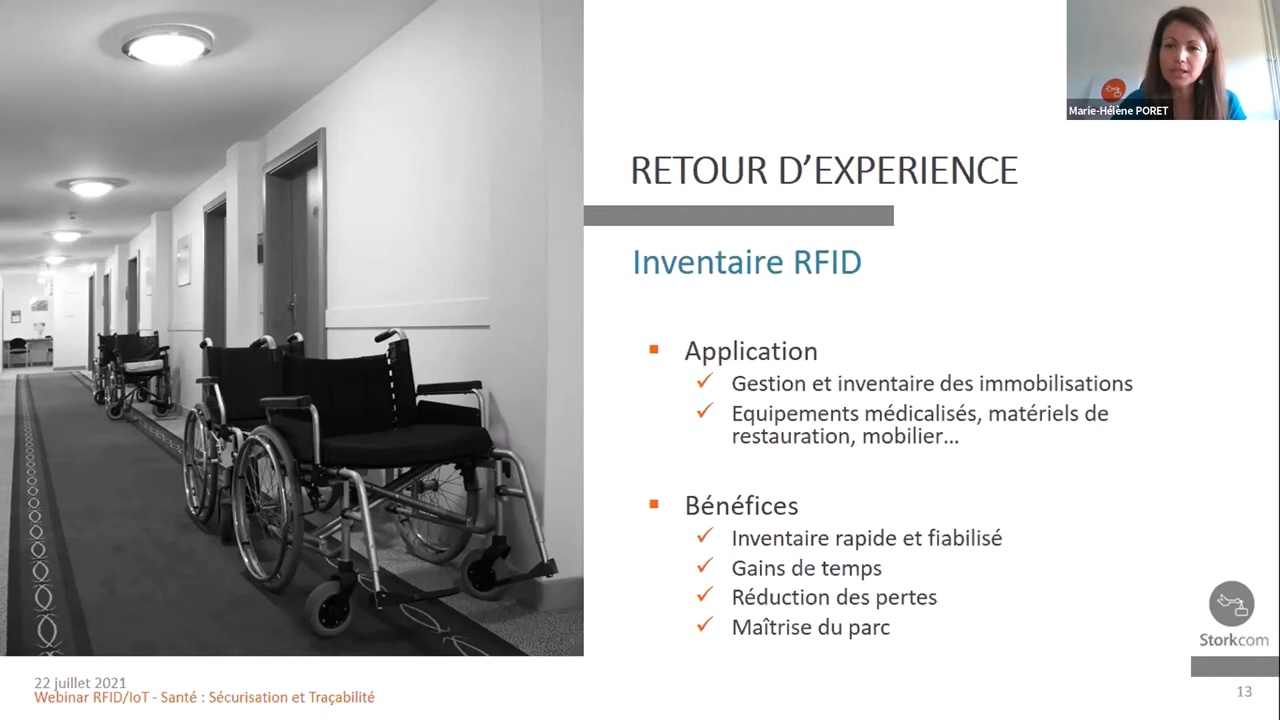 Marie-Hélène PORET
RETOUR D’EXPERIENCE
Inventaire RFID
Application
Gestion et inventaire des immobilisations
Equipements médicalisés, matériels de
restauration, mobilier…
Bénéfices
Inventaire rapide et fiabilisé
Gains de temps
Réduction des pertes
Maîtrise du parc
Storkcom
22 juillet 2021
Webinar RFID/IoT - Santé : Sécurisation et Traçabilité
13